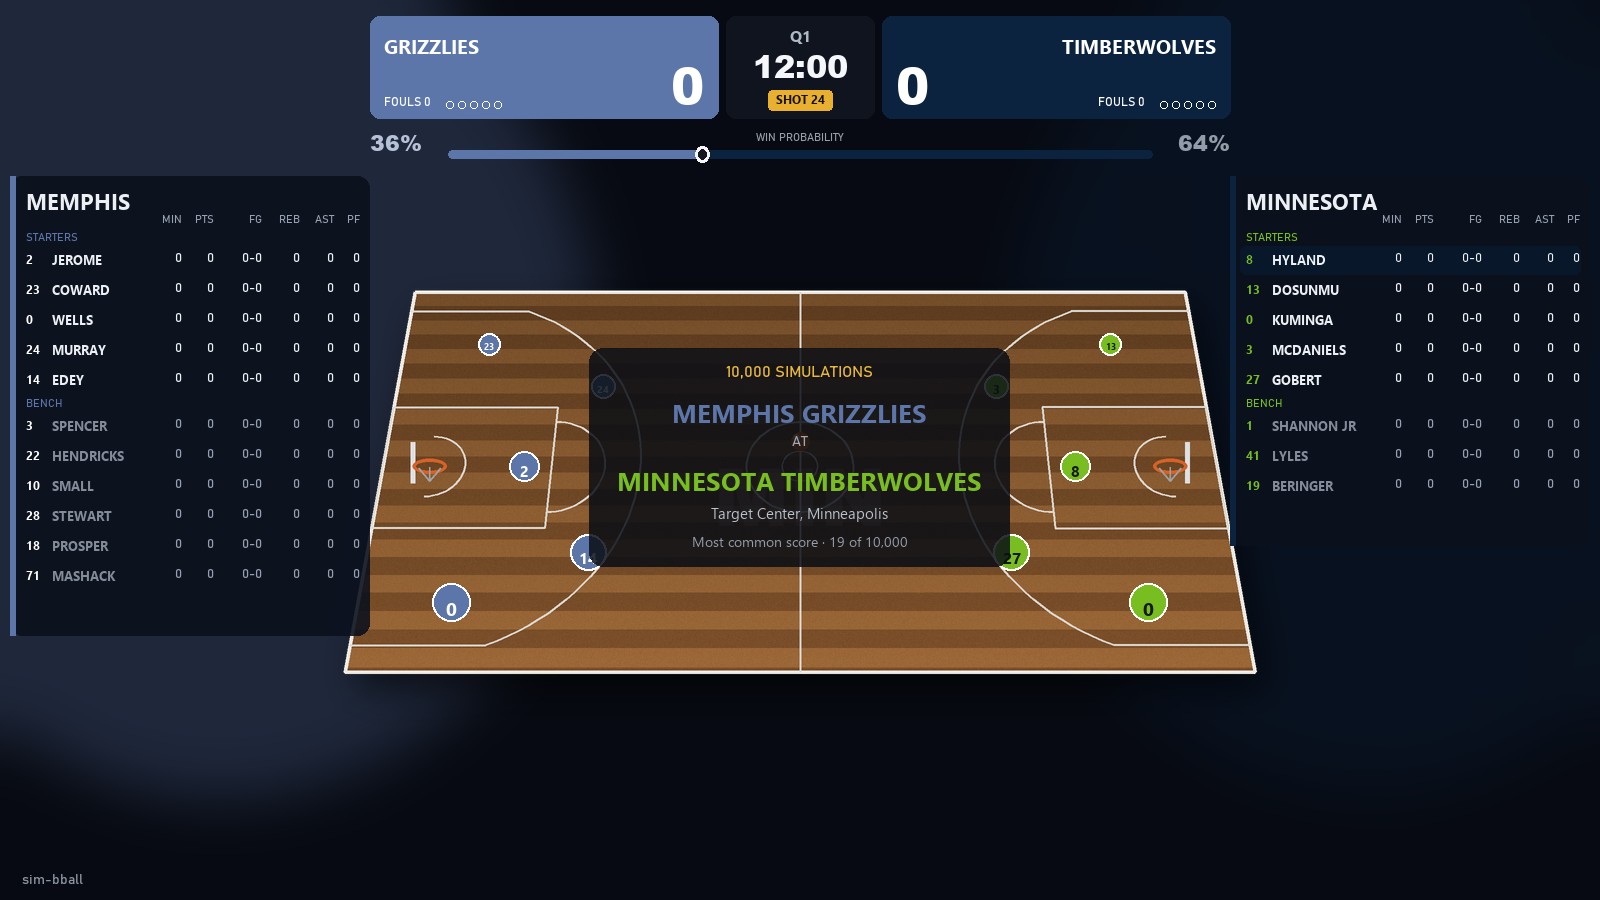 GRIZZLIES
0
FOULS 0
Q1
12:00
SHOT 24
TIMBERWOLVES
0
FOULS 0
36%
WIN PROBABILITY
64%
MEMPHIS
MIN PTS FG REB AST PF
STARTERS
2 JEROME 0 0 0-0 0 0 0
23 COWARD 0 0 0-0 0 0 0
0 WELLS 0 0 0-0 0 0 0
24 MURRAY 0 0 0-0 0 0 0
14 EDEY 0 0 0-0 0 0 0
BENCH
3 SPENCER 0 0 0-0 0 0 0
22 HENDRICKS 0 0 0-0 0 0 0
10 SMALL 0 0 0-0 0 0 0
28 STEWART 0 0 0-0 0 0 0
18 PROSPER 0 0 0-0 0 0 0
71 MASHACK 0 0 0-0 0 0 0
23
24
2
14
0
10,000 SIMULATIONS
MEMPHIS GRIZZLIES
AT
MINNESOTA TIMBERWOLVES
Target Center, Minneapolis
Most common score · 19 of 10,000
13
3
8
27
0
MINNESOTA
MIN PTS FG REB AST PF
STARTERS
8 HYLAND 0 0 0-0 0 0 0
13 DOSUNMU 0 0 0-0 0 0 0
0 KUMINGA 0 0 0-0 0 0 0
3 MCDANIELS 0 0 0-0 0 0 0
27 GOBERT 0 0 0-0 0 0 0
BENCH
1 SHANNON JR 0 0 0-0 0 0 0
41 LYLES 0 0 0-0 0 0 0
19 BERINGER 0 0 0-0 0 0 0
sim-bball